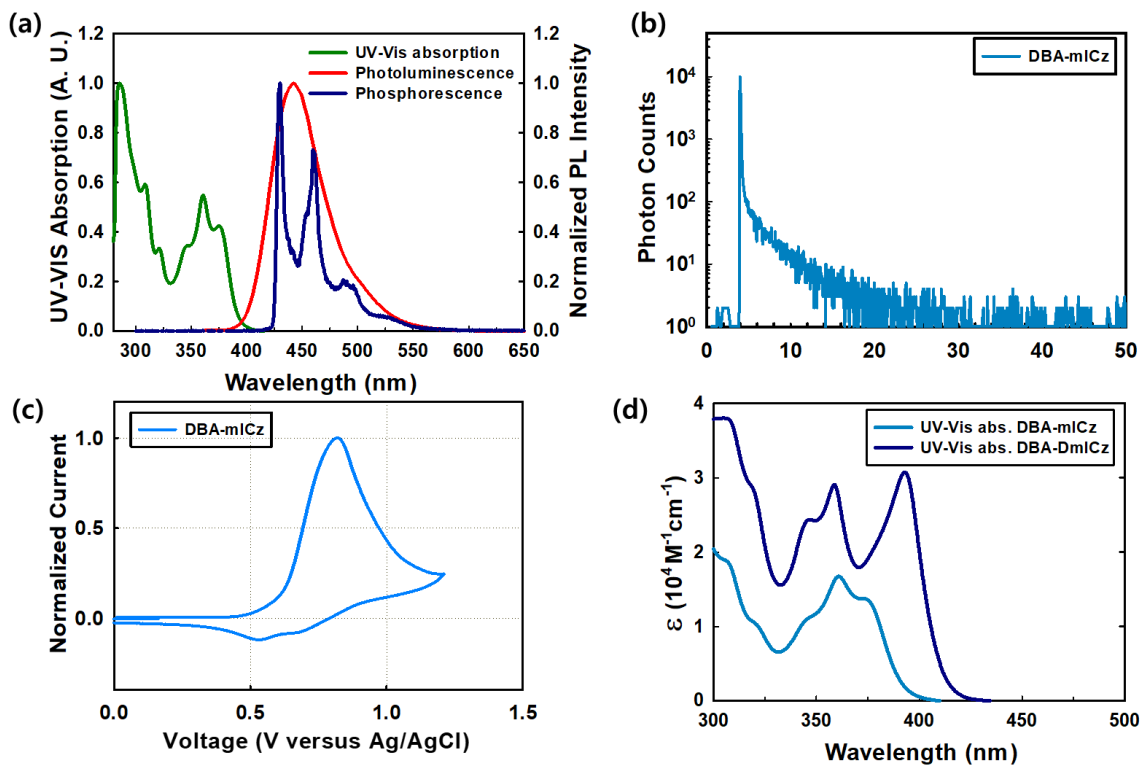 (a)
UV-VIS Absorption (A. U.)
1.2
1.0
0.8
0.6
0.4
0.2
0.0
UV-Vis absorption
Photoluminescence
Phosphorescence
1.2
1.0
0.8
0.6
0.4
0.2
0.0
Normalized PL Intensity
300 350 400 450 500 550 600 650
Wavelength (nm)
(b)
Photon Counts
10⁴
10³
10²
10¹
10⁰
DBA-mICz
0 10 20 30 40 50
(c)
Normalized Current
1.0
0.5
0.0
DBA-mICz
0.0 0.5 1.0 1.5
Voltage (V versus Ag/AgCl)
(d)
ε (10⁴ M⁻¹cm⁻¹)
4
3
2
1
0
UV-Vis abs. DBA-mICz
UV-Vis abs. DBA-DmICz
300 350 400 450 500
Wavelength (nm)